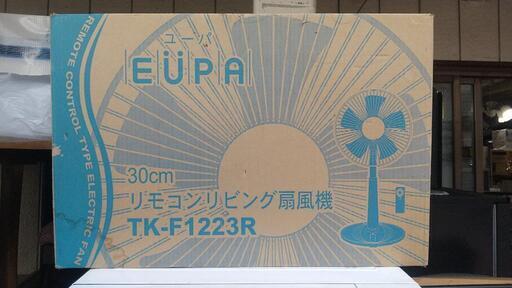 ユーパ
EUPA
30cm
リモコンリビング扇風機
TK-F1223R
REMOTE CONTROL TYPE ELECTRIC FAN